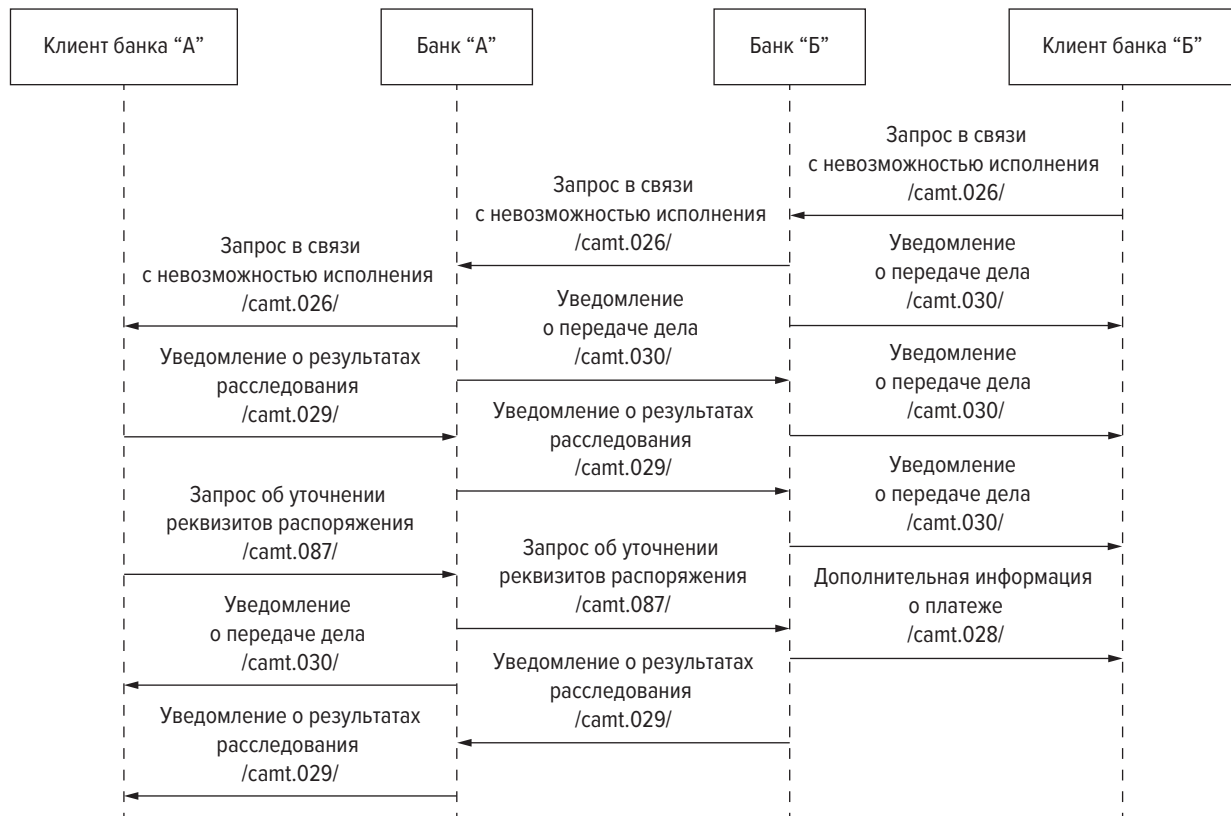 Клиент банка “А”
Банк “А”
Банк “Б”
Клиент банка “Б”
Запрос в связи
с невозможностью исполнения
/camt.026/
Запрос в связи
с невозможностью исполнения
/camt.026/
Запрос в связи
с невозможностью исполнения
/camt.026/
Уведомление
о передаче дела
/camt.030/
Уведомление
о передаче дела
/camt.030/
Уведомление о результатах
расследования
/camt.029/
Уведомление
о передаче дела
/camt.030/
Уведомление о результатах
расследования
/camt.029/
Уведомление
о передаче дела
/camt.030/
Запрос об уточнении
реквизитов распоряжения
/camt.087/
Запрос об уточнении
реквизитов распоряжения
/camt.087/
Дополнительная информация
о платеже
/camt.028/
Уведомление
о передаче дела
/camt.030/
Уведомление о результатах
расследования
/camt.029/
Уведомление о результатах
расследования
/camt.029/